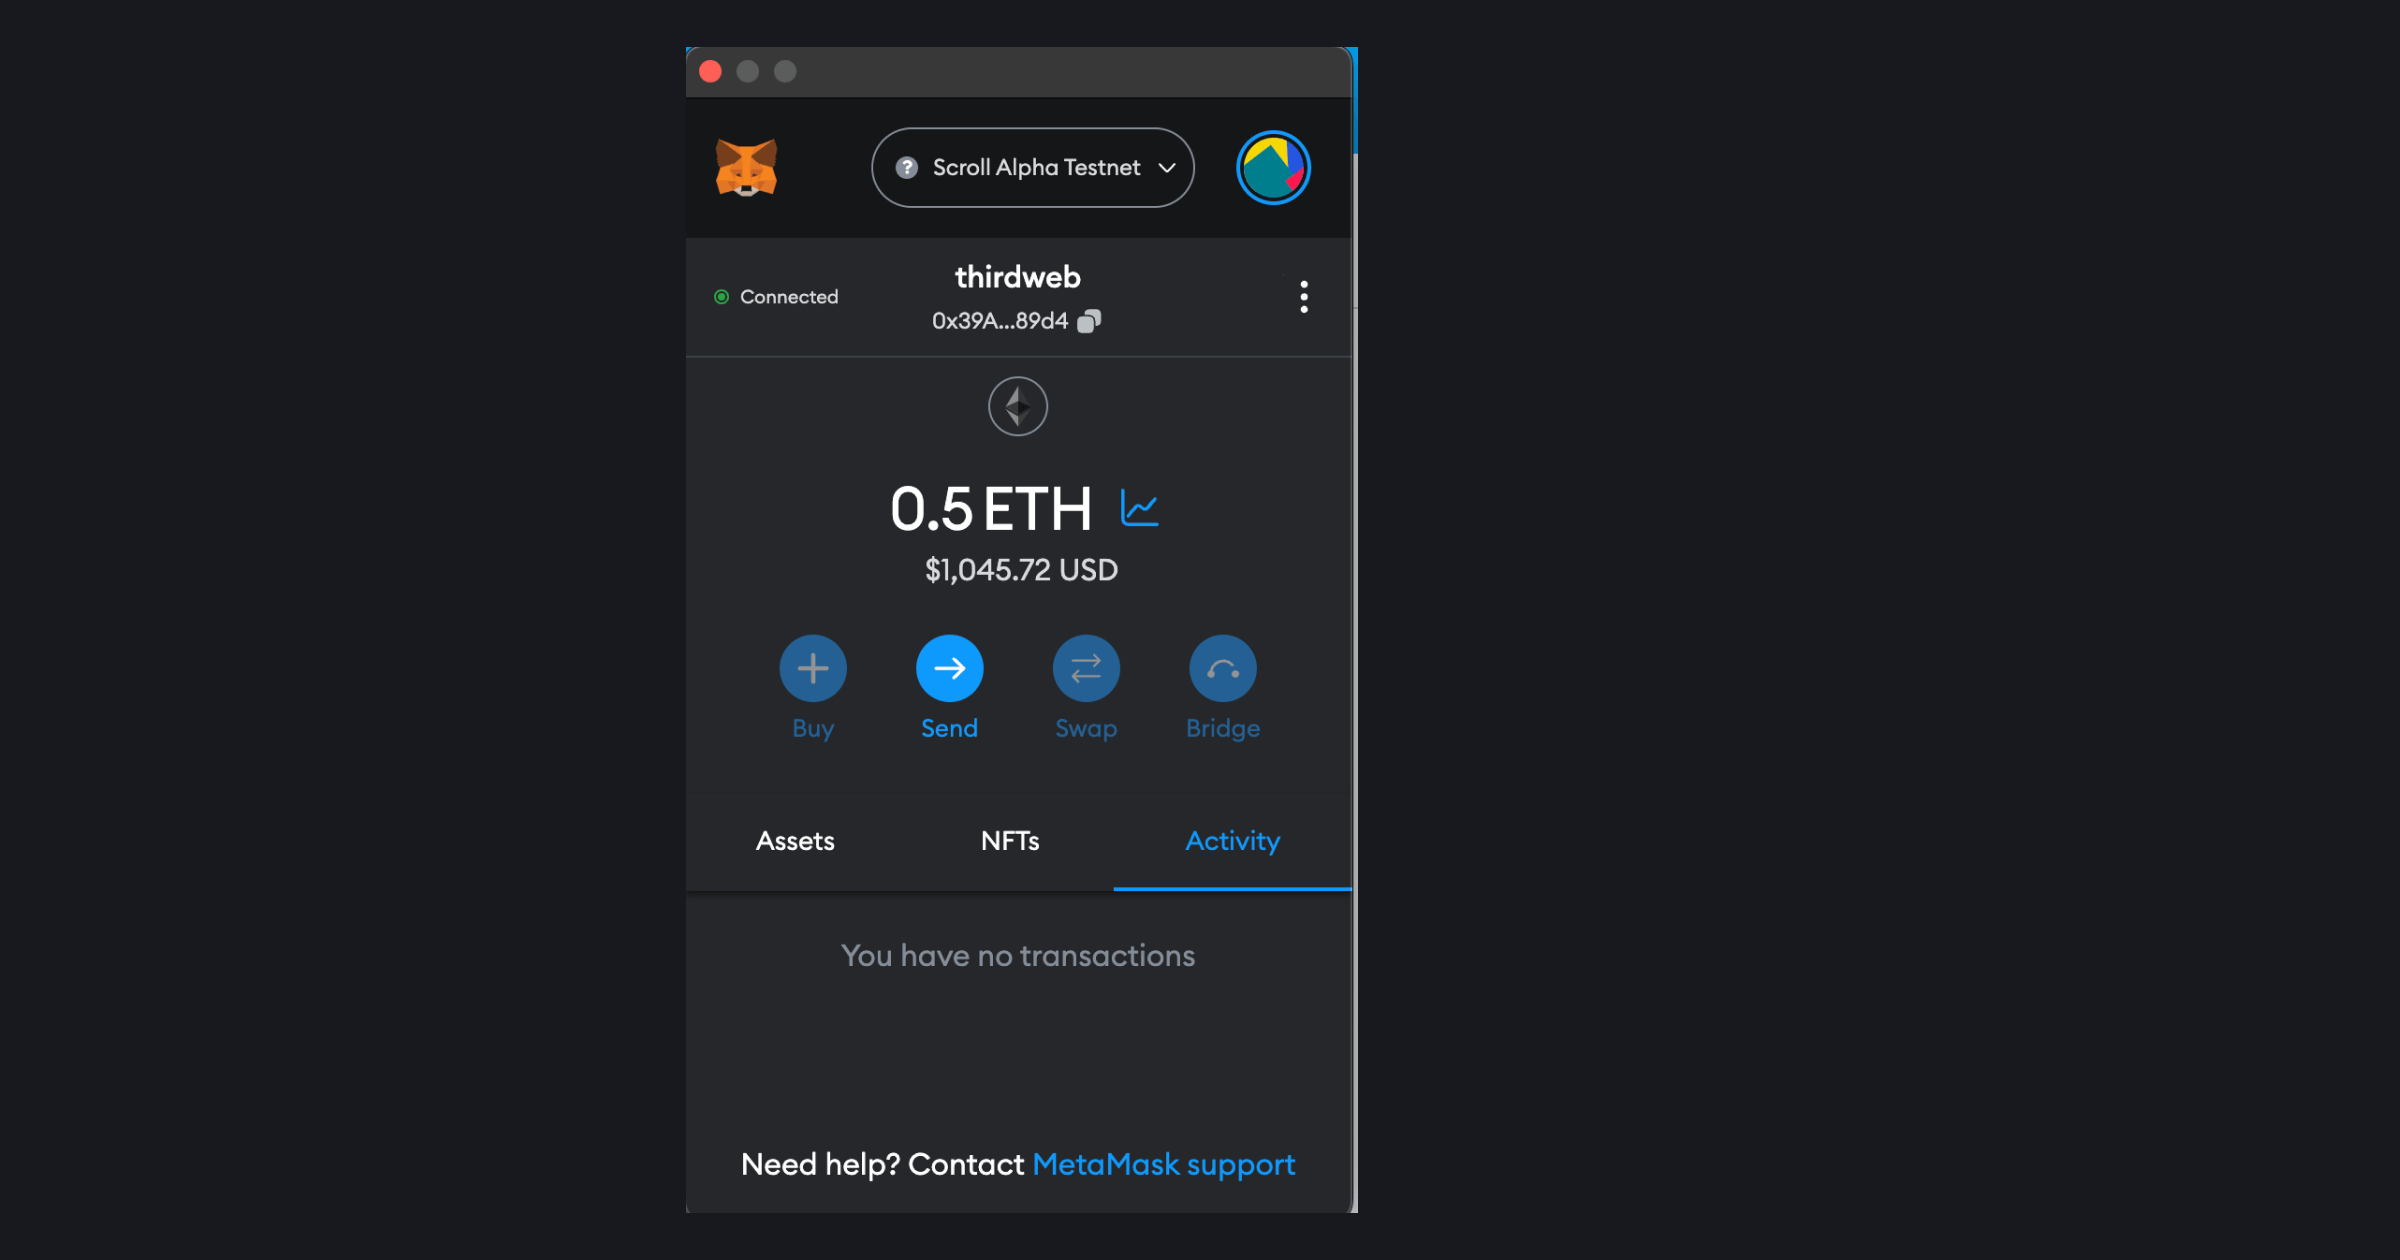 Scroll Alpha Testnet
Connected
thirdweb
0x39A...89d4
0.5 ETH
$1,045.72 USD
Buy Send Swap Bridge
Assets NFTs Activity
You have no transactions
Need help? Contact MetaMask support